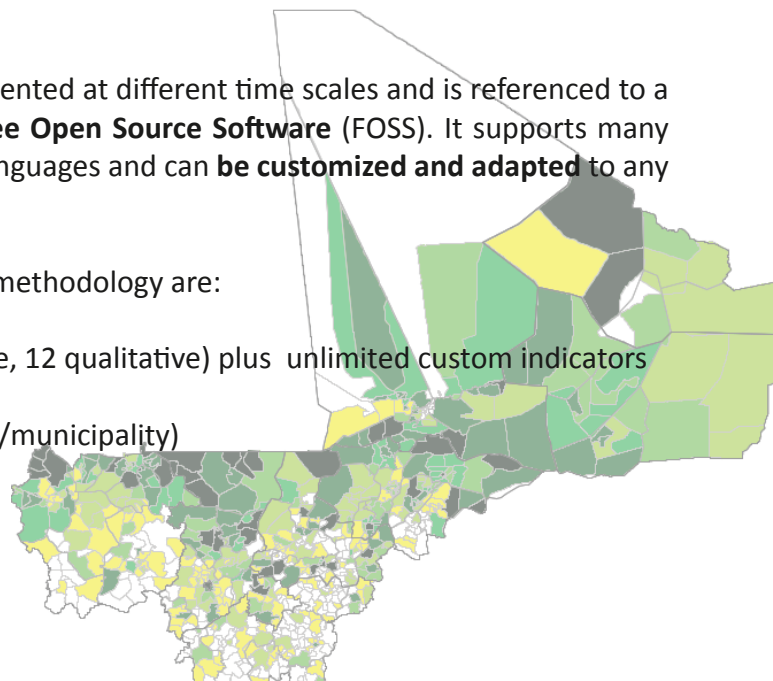 ented at different time scales and is referenced to a
ee Open Source Software (FOSS). It supports many
nguages and can be customized and adapted to any
methodology are:
e, 12 qualitative) plus unlimited custom indicators
/municipality)